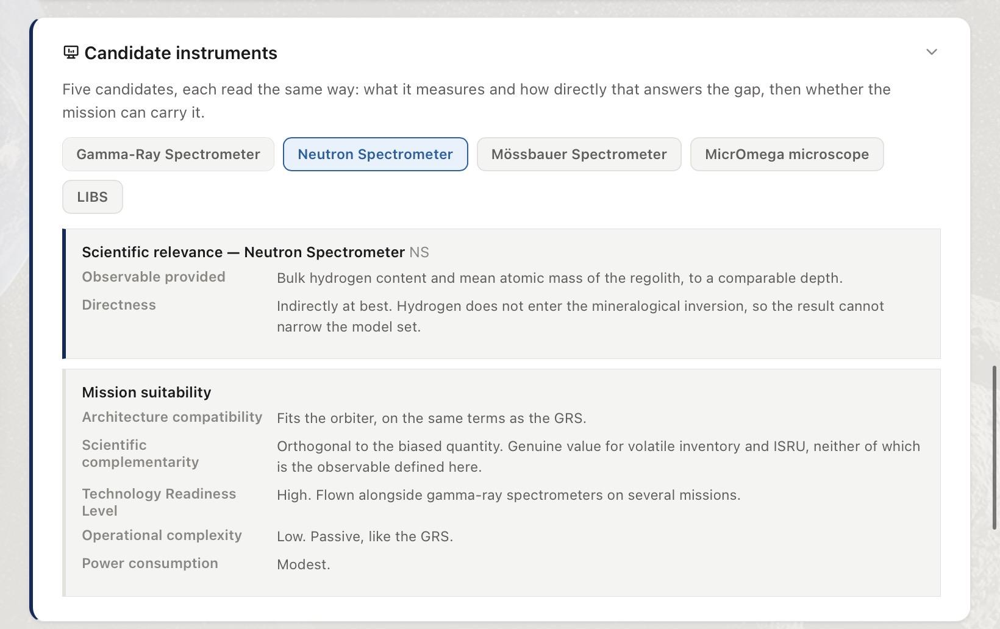 Candidate instruments
Five candidates, each read the same way: what it measures and how directly that answers the gap, then whether the
mission can carry it.
Gamma-Ray Spectrometer
Neutron Spectrometer
Mössbauer Spectrometer
MicrOmega microscope
LIBS
Scientific relevance — Neutron Spectrometer NS
Observable provided
Bulk hydrogen content and mean atomic mass of the regolith, to a comparable depth.
Directness
Indirectly at best. Hydrogen does not enter the mineralogical inversion, so the result cannot
narrow the model set.
Mission suitability
Architecture compatibility
Fits the orbiter, on the same terms as the GRS.
Scientific
complementarity
Orthogonal to the biased quantity. Genuine value for volatile inventory and ISRU, neither of which
is the observable defined here.
Technology Readiness
Level
High. Flown alongside gamma-ray spectrometers on several missions.
Operational complexity
Low. Passive, like the GRS.
Power consumption
Modest.